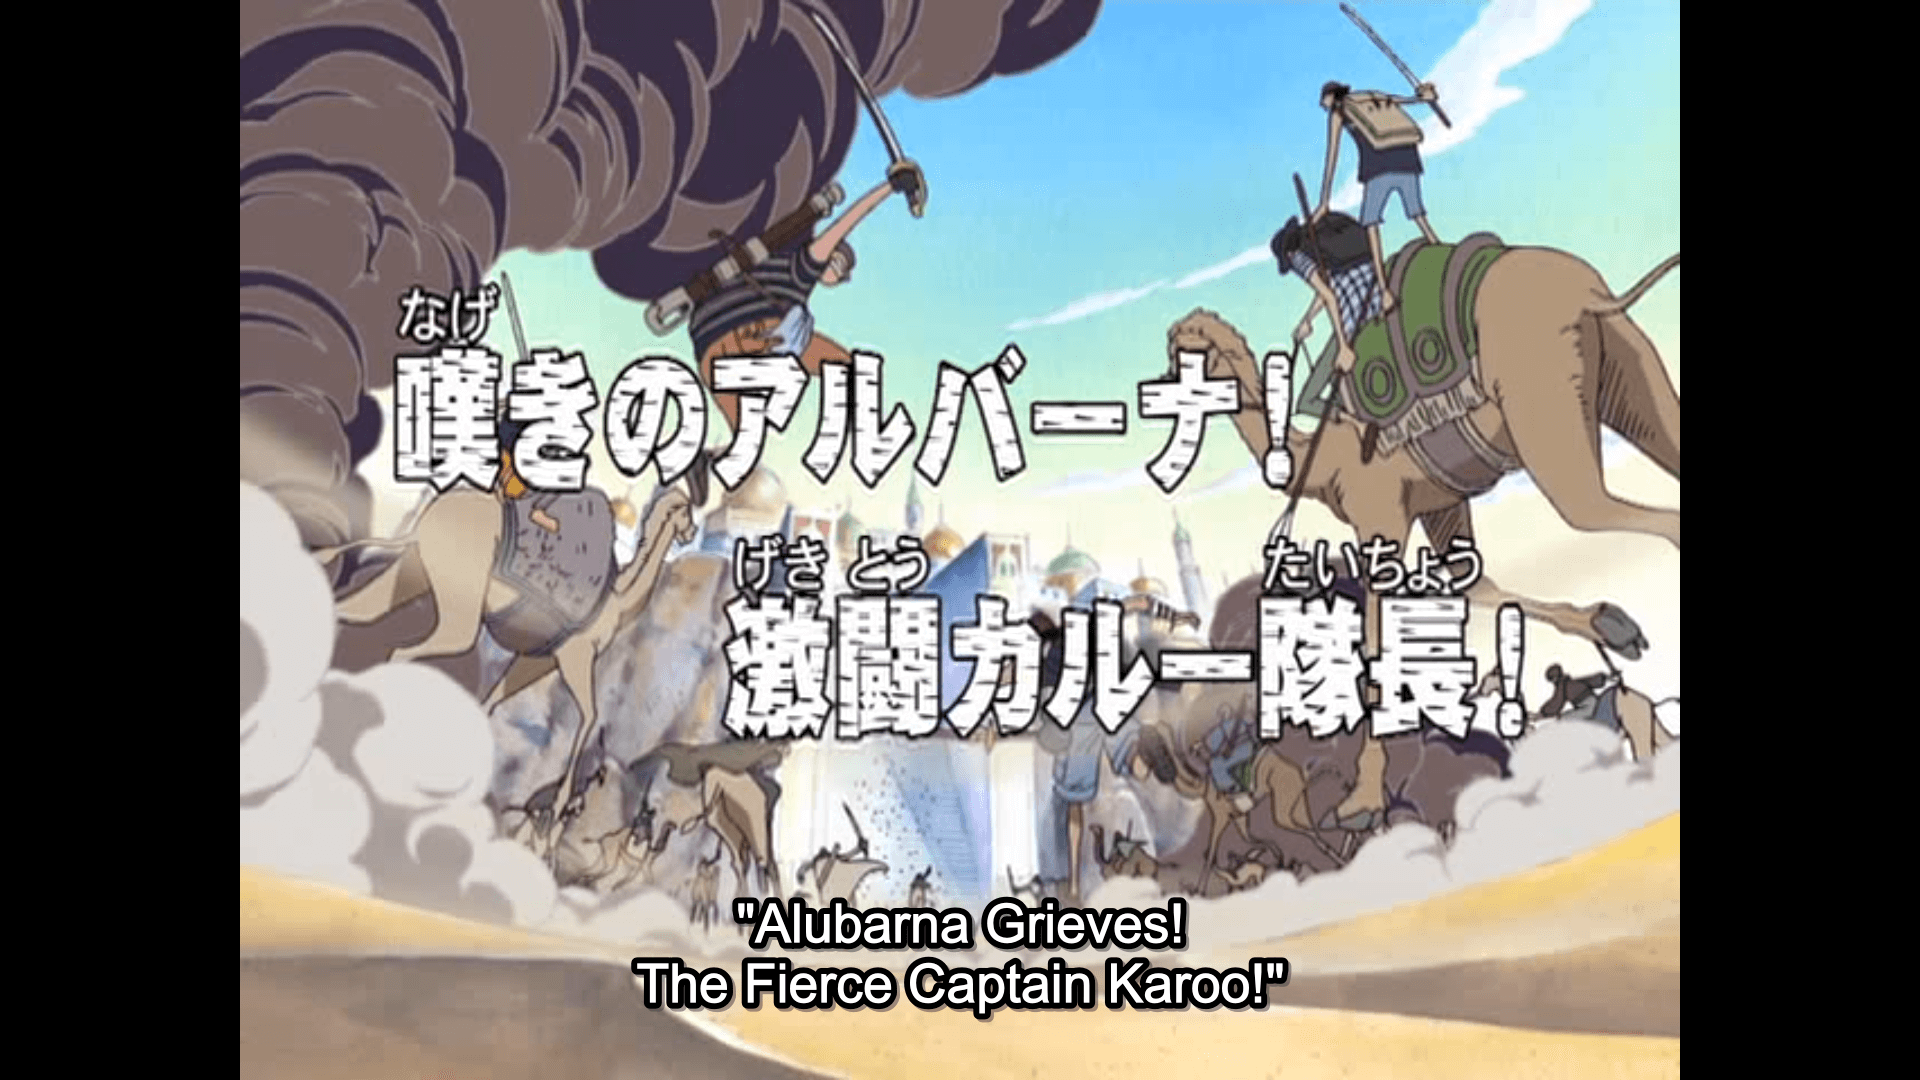 なげ
嘆きのアルバーナ!
げき とう たいちょう
激闘カルー隊長!
"Alubarna Grieves!
The Fierce Captain Karoo!"